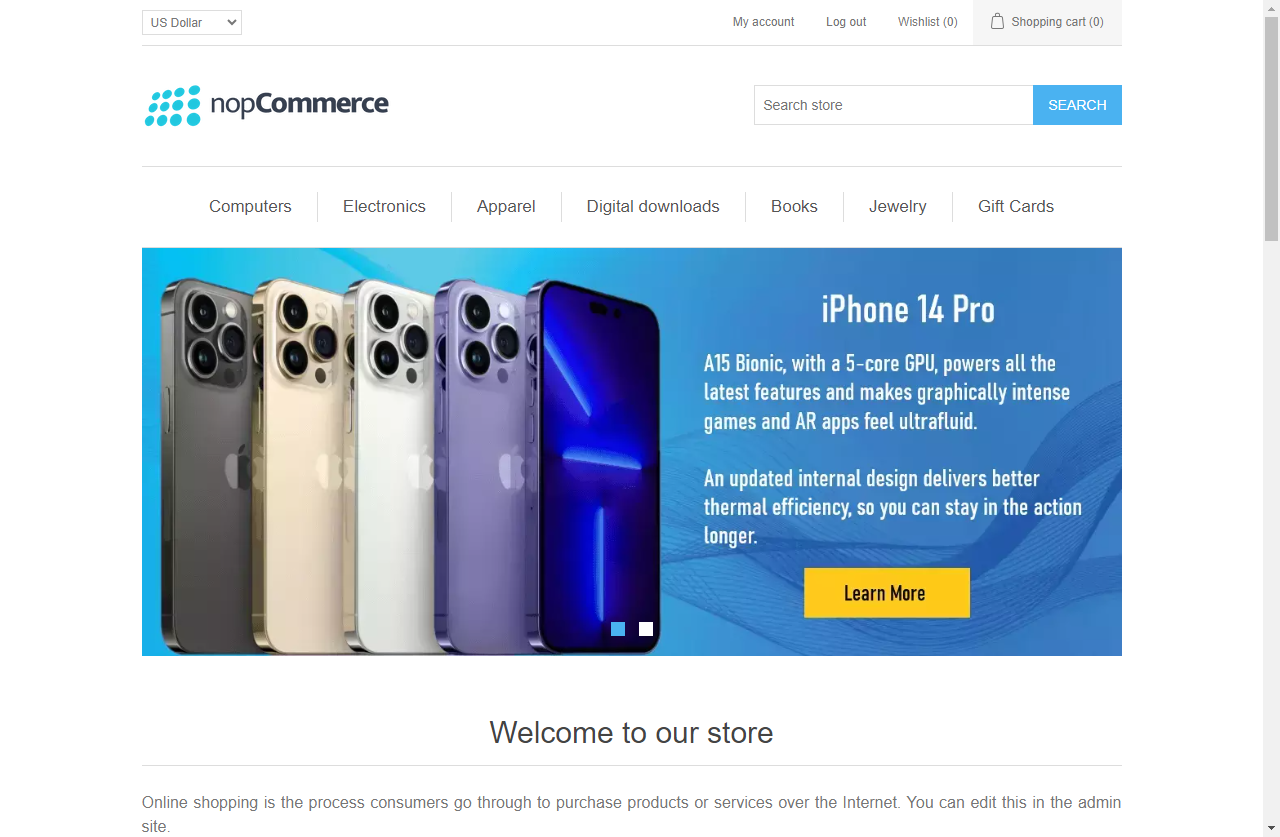 US Dollar
My account
Log out
Wishlist (0)
Shopping cart (0)
nopCommerce
Search store
SEARCH
Computers
Electronics
Apparel
Digital downloads
Books
Jewelry
Gift Cards
iPhone 14 Pro
A15 Bionic, with a 5-core GPU, powers all the
latest features and makes graphically intense
games and AR apps feel ultrafluid.
An updated internal design delivers better
thermal efficiency, so you can stay in the action
longer.
Learn More
Welcome to our store
Online shopping is the process consumers go through to purchase products or services over the Internet. You can edit this in the admin
site.